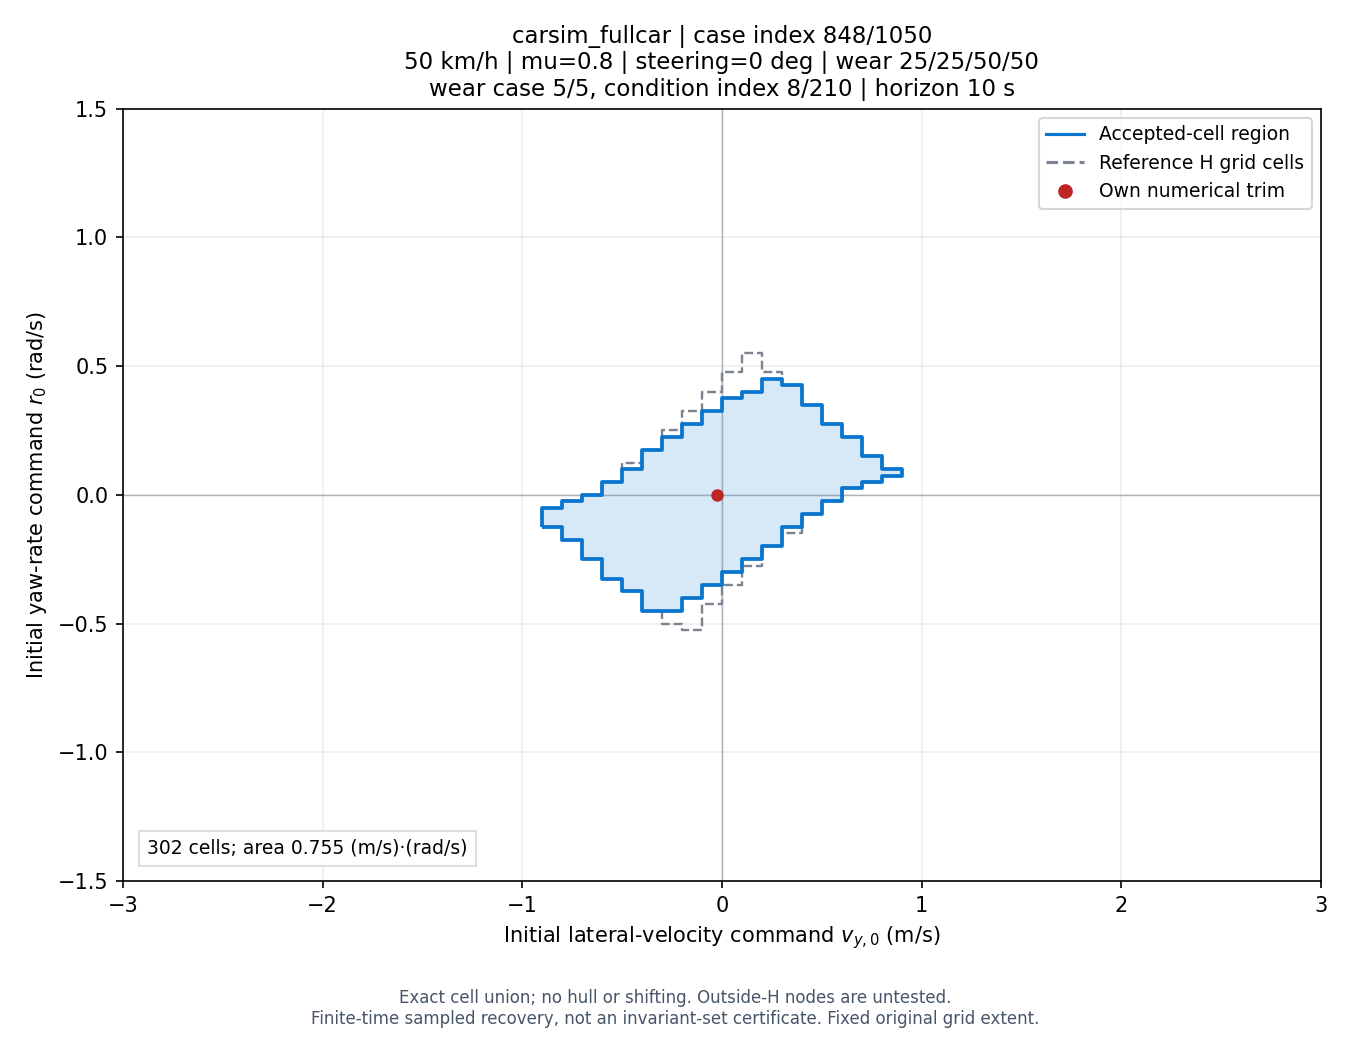 carsim_fullcar | case index 848/1050
50 km/h | mu=0.8 | steering=0 deg | wear 25/25/50/50
wear case 5/5, condition index 8/210 | horizon 10 s
Accepted-cell region
Reference H grid cells
Own numerical trim
1.5
1.0
0.5
0.0
−0.5
−1.0
−1.5
Initial yaw-rate command r0 (rad/s)
302 cells; area 0.755 (m/s)·(rad/s)
−3
−2
−1
0
1
2
3
Initial lateral-velocity command vy,0 (m/s)
Exact cell union; no hull or shifting. Outside-H nodes are untested.
Finite-time sampled recovery, not an invariant-set certificate. Fixed original grid extent.